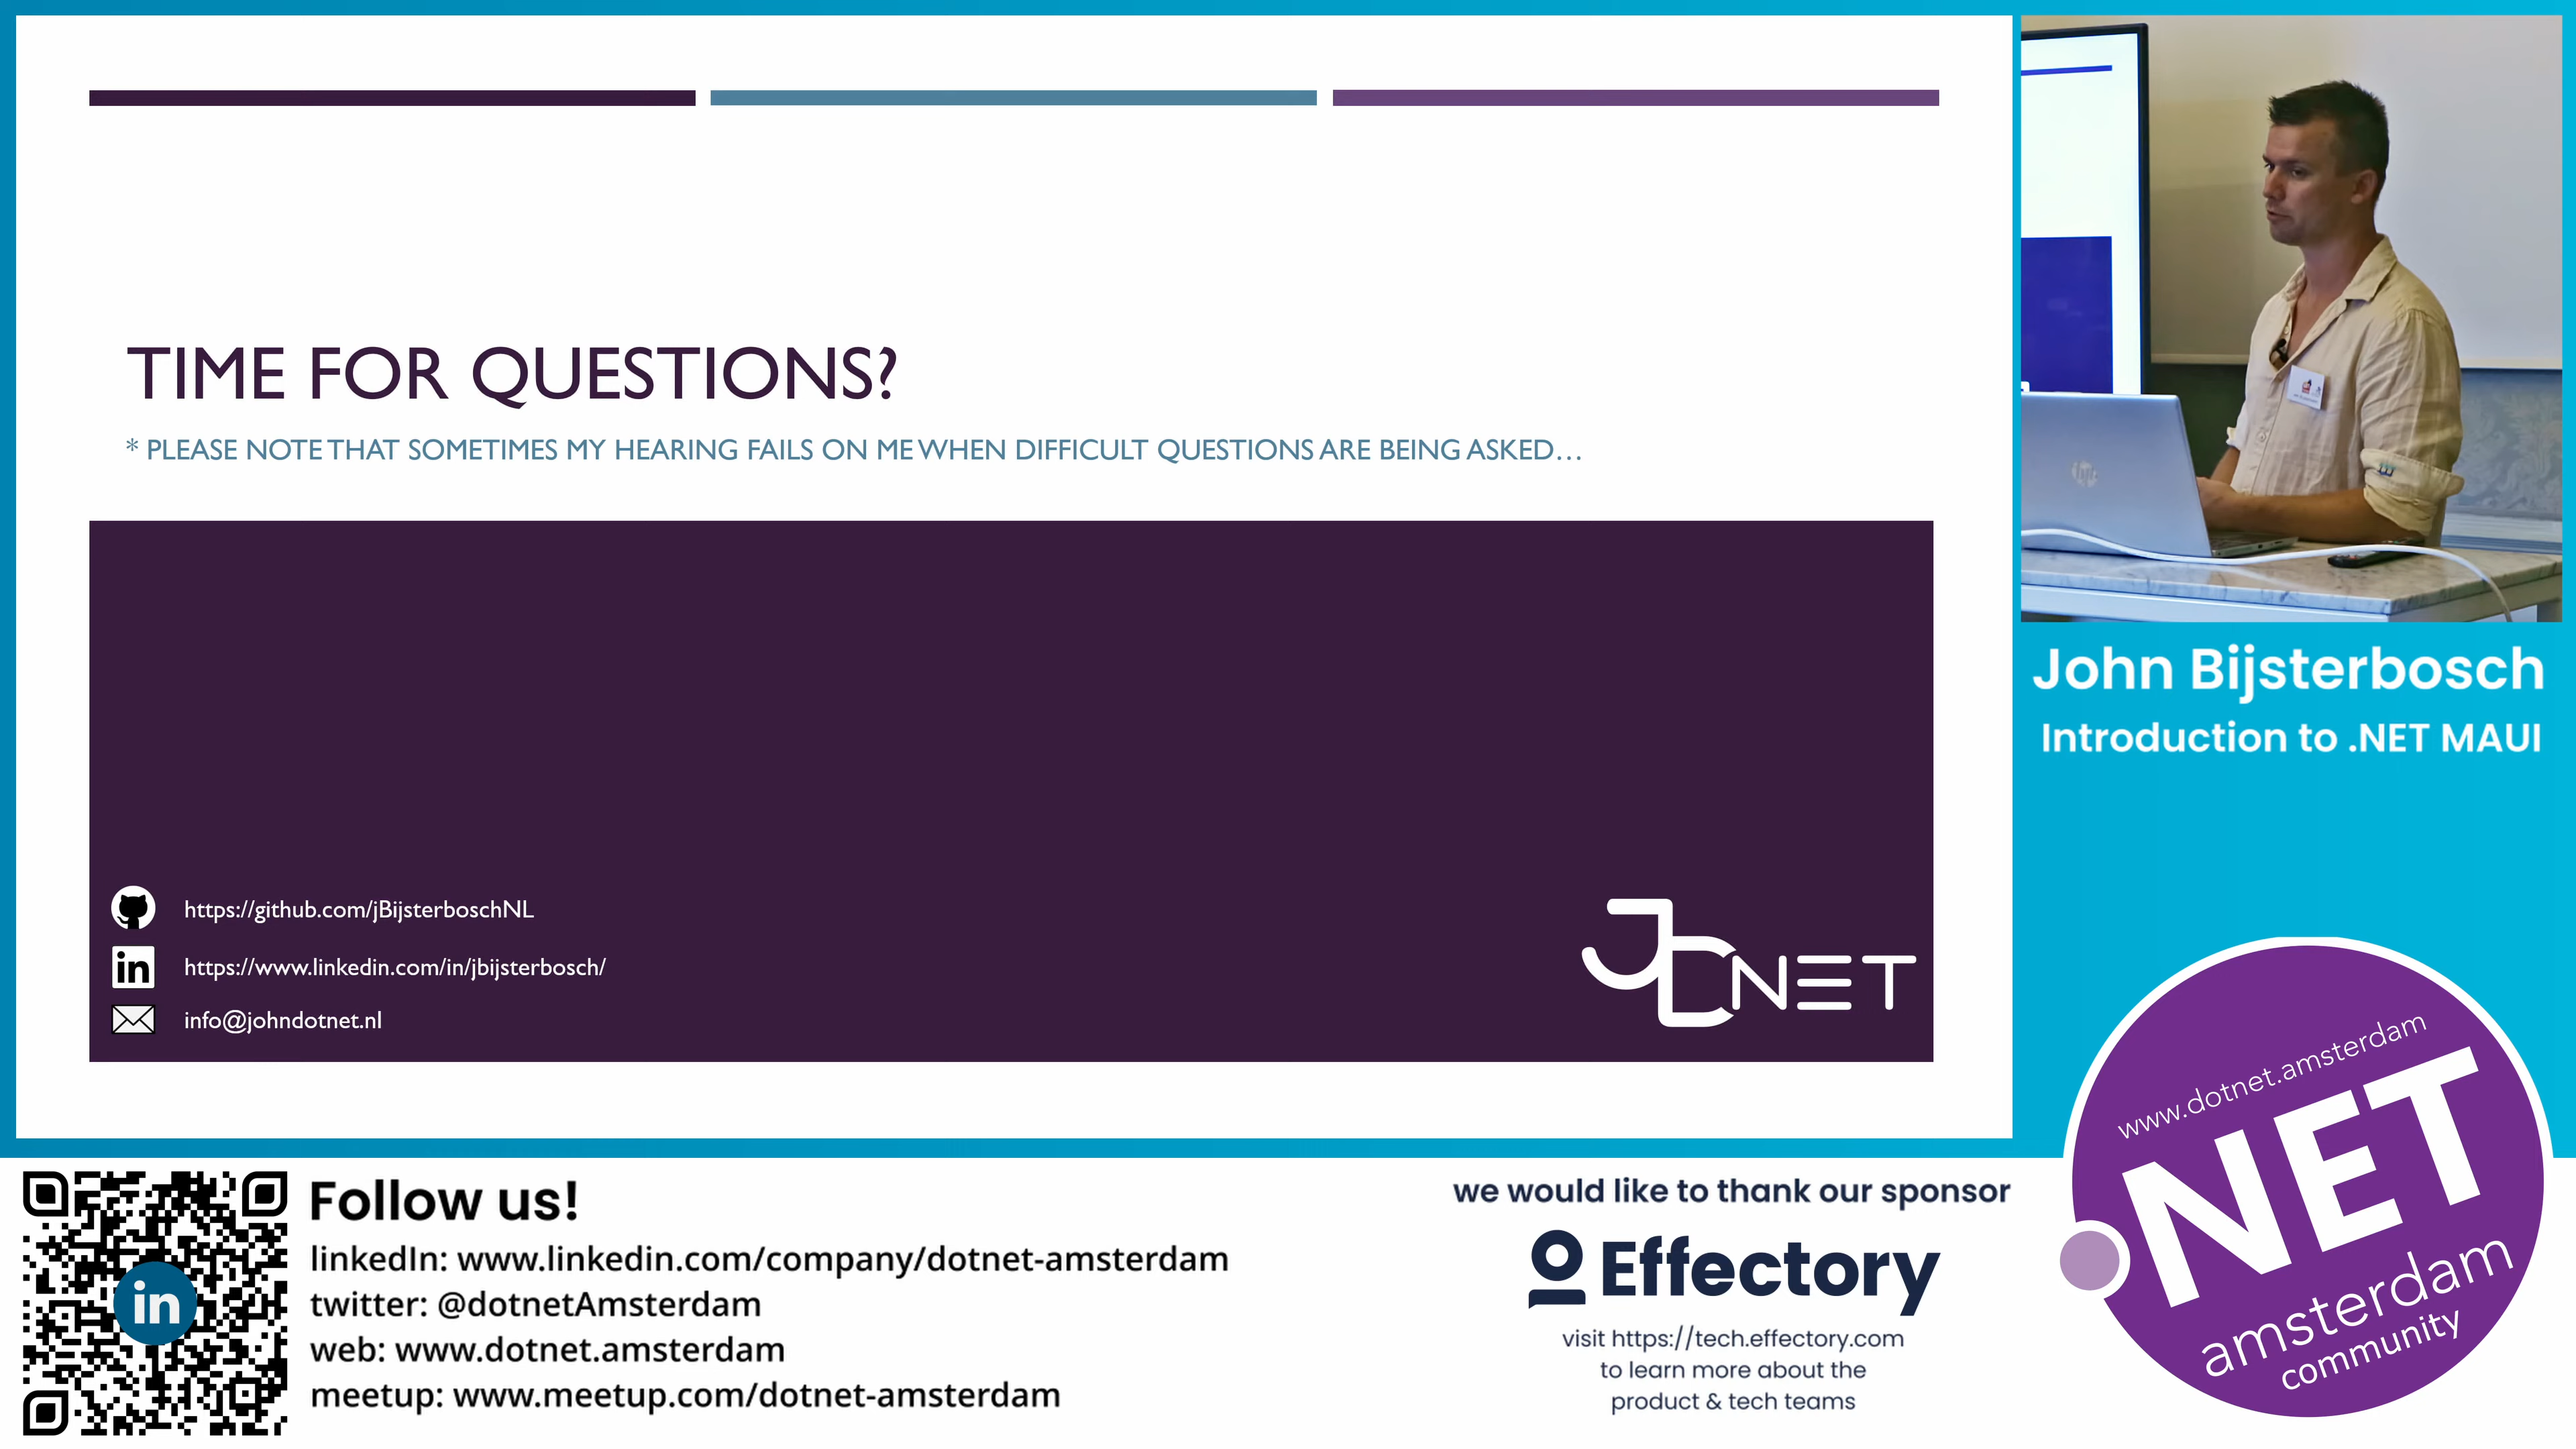 TIME FOR QUESTIONS?
* PLEASE NOTE THAT SOMETIMES MY HEARING FAILS ON ME WHEN DIFFICULT QUESTIONS ARE BEING ASKED...
https://github.com/jBijsterboschNL
in
https://www.linkedin.com/in/jbijsterbosch/
info@johndotnet.nl
JD NET
hp
John Bijsterbosch
Introduction to .NET MAUI
in
Follow us!
linkedIn: www.linkedin.com/company/dotnet-amsterdam
twitter: @dotnetAmsterdam
web: www.dotnet.amsterdam
meetup: www.meetup.com/dotnet-amsterdam
we would like to thank our sponsor
Effectory
visit https://tech.effectory.com
to learn more about the
product & tech teams
www.dotnet.amsterdam
.NET
amsterdam
community